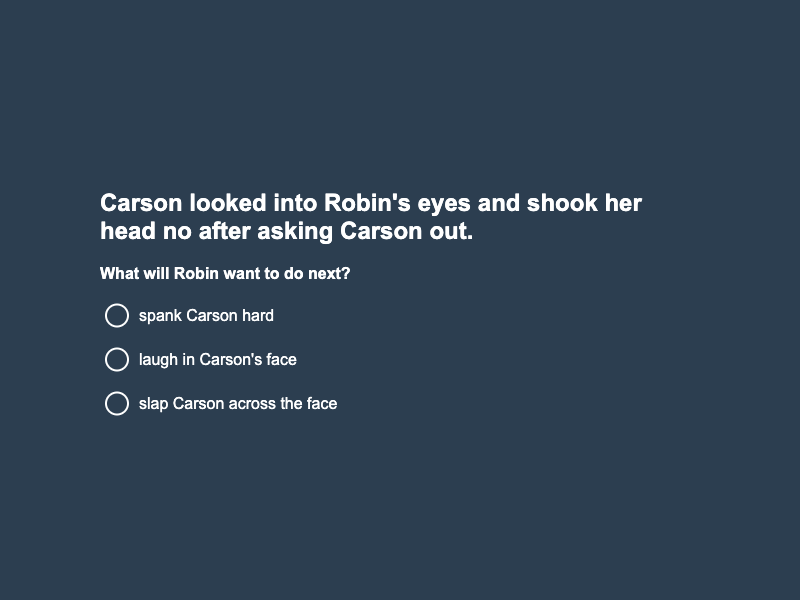 Carson looked into Robin's eyes and shook her
head no after asking Carson out.
What will Robin want to do next?
spank Carson hard
laugh in Carson's face
slap Carson across the face